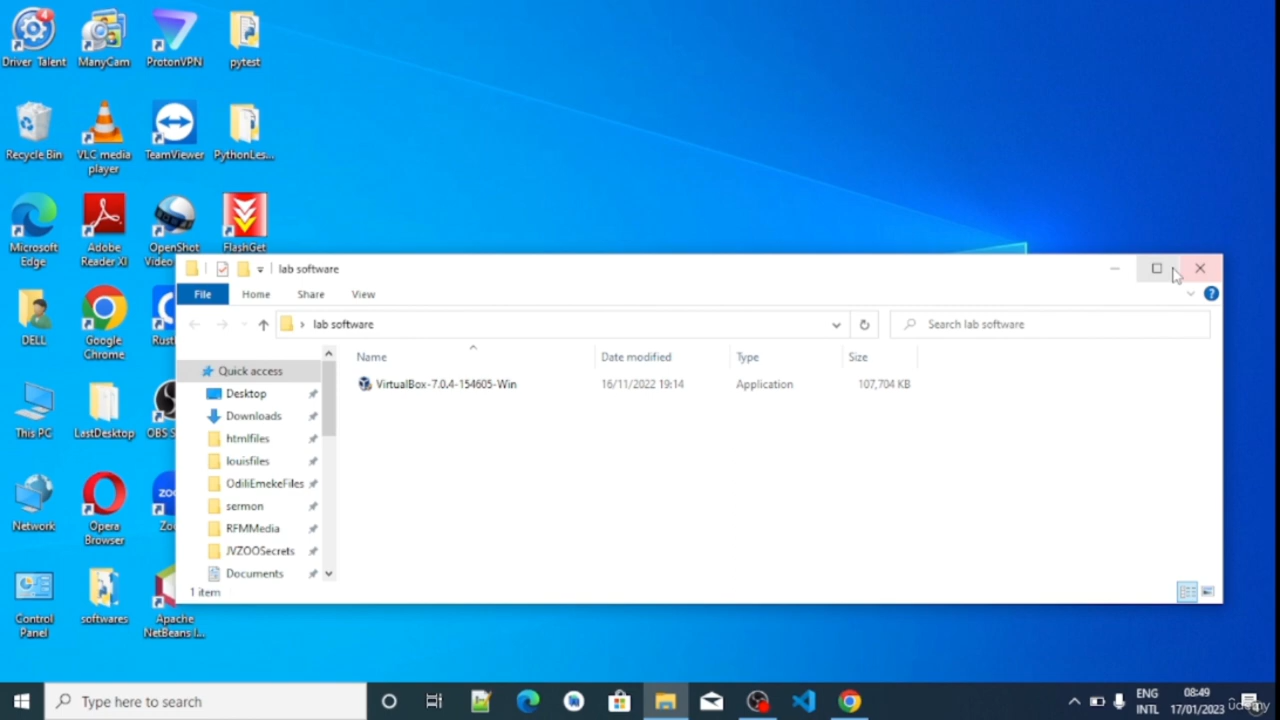 Driver Talent
ManyCam
ProtonVPN
pytest
Recycle Bin
VLC media
player
TeamViewer
PythonLes...
Microsoft
Edge
Adobe
Reader XI
OpenShot
Video
FlashGet
DELL
Google
Chrome
Rust
This PC
LastDesktop
OBS S
Network
Opera
Browser
Zo
Control
Panel
softwares
Apache
NetBeans I...
lab software
File
Home
Share
View
lab software
Search lab software
Name
Date modified
Type
Size
VirtualBox-7.0.4-154605-Win
16/11/2022 19:14
Application
107,704 KB
Quick access
Desktop
Downloads
htmlfiles
louisfiles
OdiliEmekeFiles
sermon
RFMMedia
JVZOOSecrets
Documents
1 item
Type here to search
ENG
INTL
08:49
17/01/2023
udemy